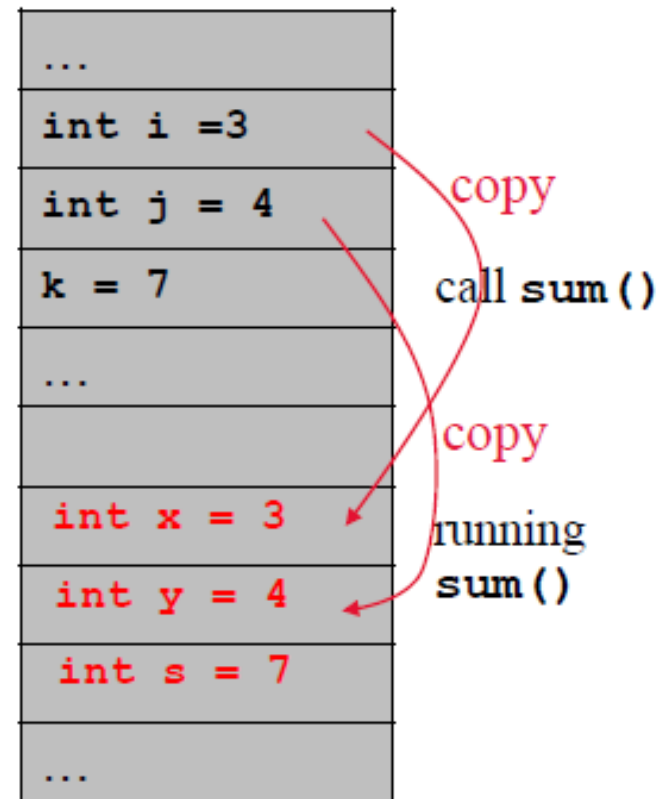 ...
int i =3
copy
int j = 4
k = 7
call sum()
...
copy
int x = 3
running
sum()
int y = 4
int s = 7
...